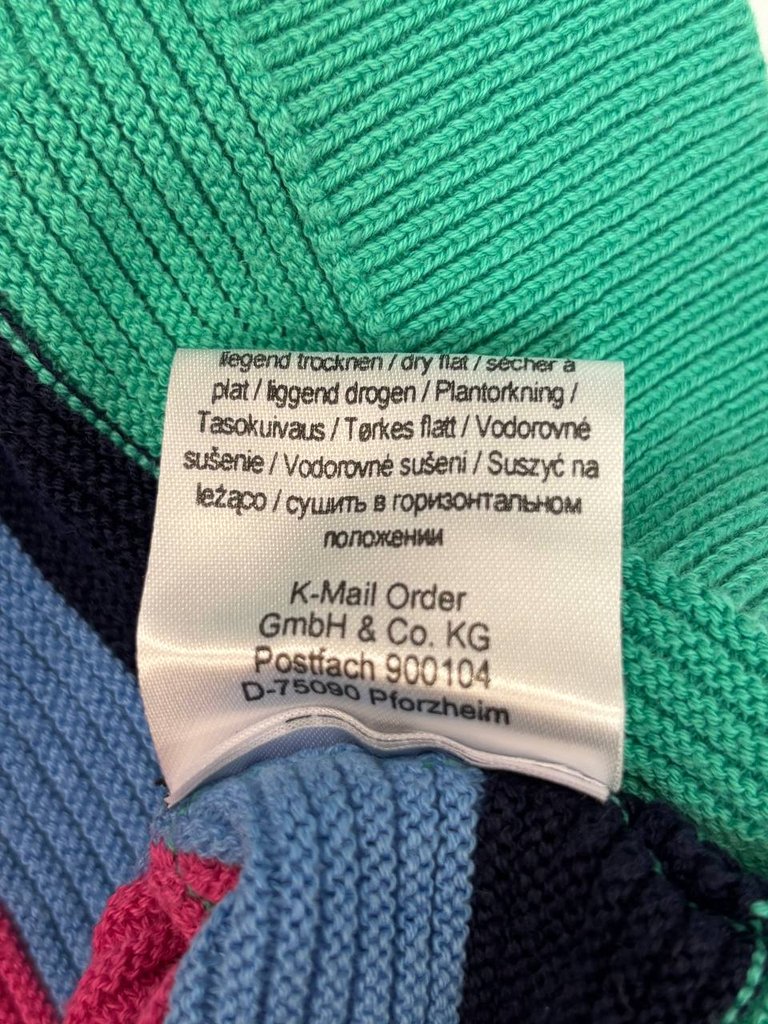 liegend trocknen / dry flat / sécher à
plat / liggend drogen / Plantorkning /
Tasokuivaus / Tørkes flatt / Vodorovné
sušenie / Vodorovné sušení / Suszyć na
leżąco / сушить в горизонтальном
положении
K-Mail Order
GmbH & Co. KG
Postfach 900104
D-75090 Pforzheim